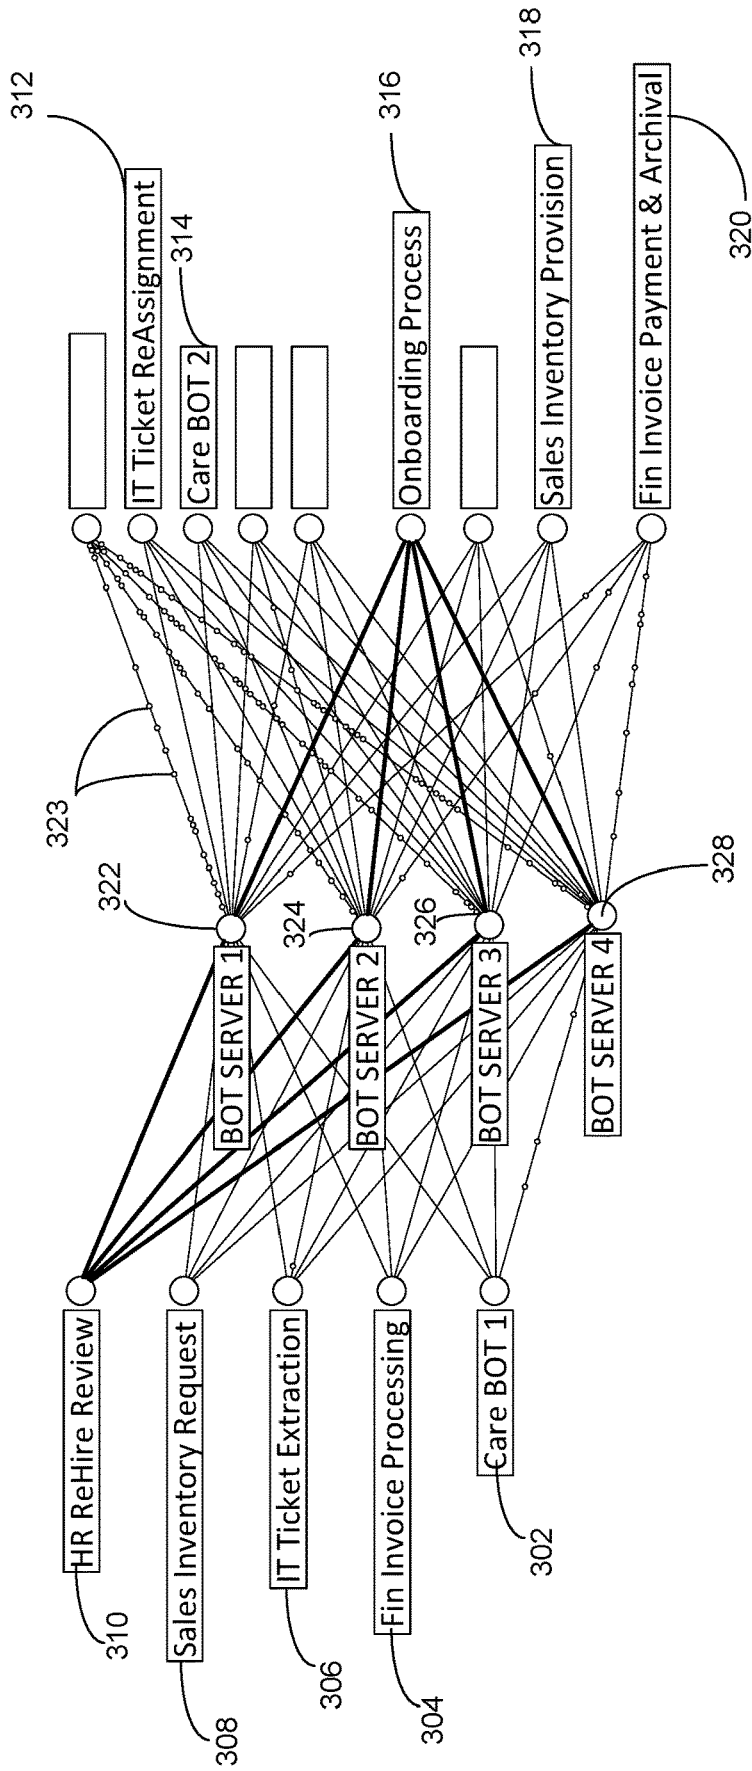 310
HR ReHire Review
308
Sales Inventory Request
306
IT Ticket Extraction
304
Fin Invoice Processing
302
Care BOT 1
322
BOT SERVER 1
324
BOT SERVER 2
326
BOT SERVER 3
328
BOT SERVER 4
323
312
IT Ticket ReAssignment
314
Care BOT 2
316
Onboarding Process
318
Sales Inventory Provision
320
Fin Invoice Payment & Archival